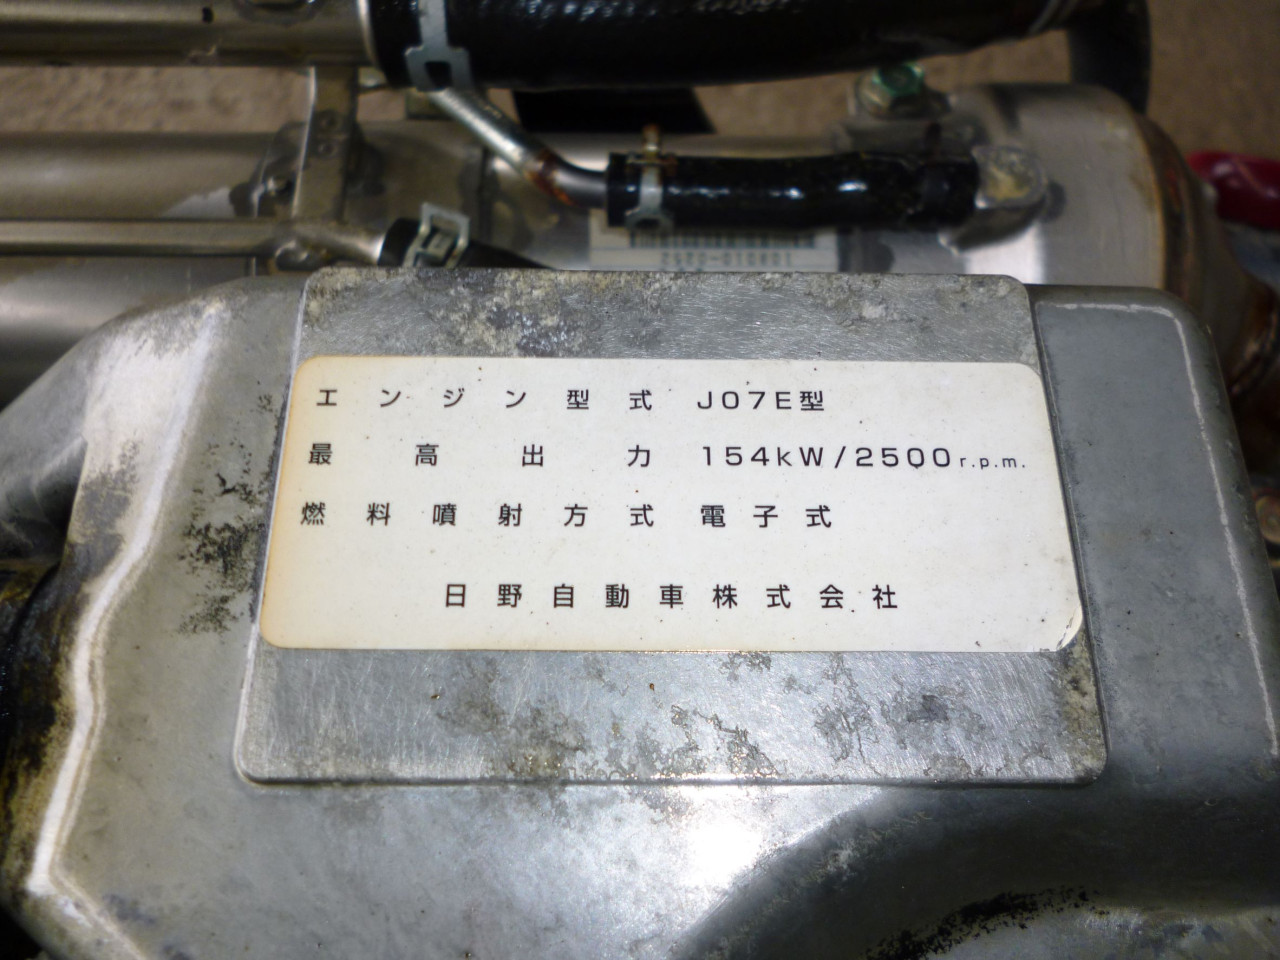 エンジン型式 J07E型
最高出力 154kW/2500r.p.m.
燃料噴射方式 電子式
日野自動車株式会社